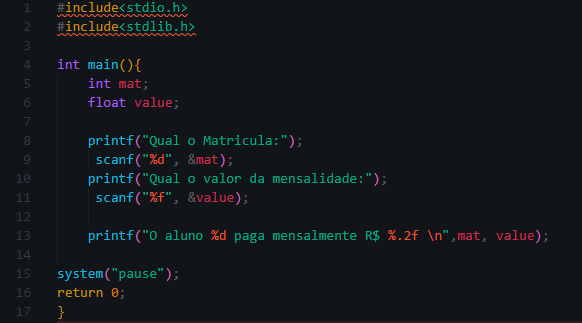 1 #include<stdio.h>
2 #include<stdlib.h>
3
4 int main(){
5 int mat;
6 float value;
7
8 printf("Qual o Matricula:");
9 scanf("%d", &mat);
10 printf("Qual o valor da mensalidade:");
11 scanf("%f", &value);
12
13 printf("O aluno %d paga mensalmente R$ %.2f \n",mat, value);
14
15 system("pause");
16 return 0;
17 }